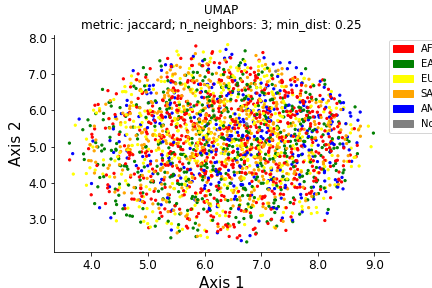 UMAP
metric: jaccard; n_neighbors: 3; min_dist: 0.25
8.0
7.0
6.0
5.0
4.0
3.0
Axis 2
4.0 5.0 6.0 7.0 8.0 9.0
Axis 1
AF
EA
EU
SA
AM
No